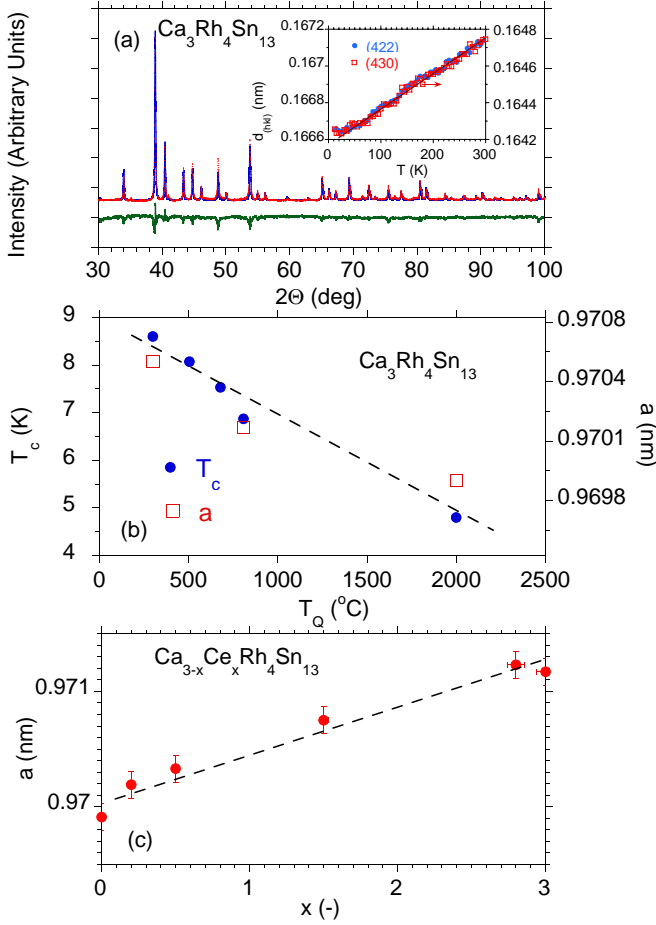 (a) Ca3Rh4Sn13
Intensity (Arbitrary Units)
0.1672
0.167
0.1668
0.1666
d(hkl) (nm)
(422)
(430)
0.1648
0.1646
0.1644
0.1642
0 100 200 300
T (K)
30 40 50 60 70 80 90 100
2Θ (deg)
9
8
7
6
5
4
Tc (K)
Ca3Rh4Sn13
Tc
a
(b)
0.9708
0.9704
0.9701
0.9698
a (nm)
0 500 1000 1500 2000 2500
TQ (oC)
Ca3-xCexRh4Sn13
0.971
0.97
a (nm)
(c)
0 1 2 3
x (-)